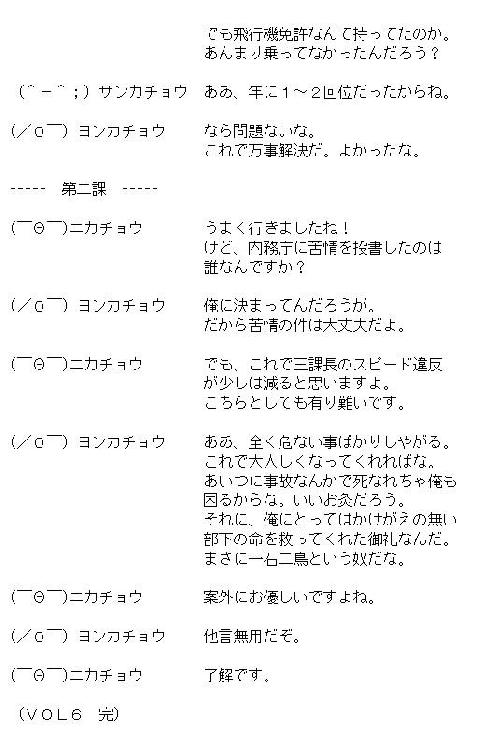 でも飛行機免許なんて持ってたのか。
あんまり乗ってなかったんだろう？
(＾－＾；) サンカチョウ　ああ、年に１～２回位だったからね。
(／Ω￣) ヨンカチョウ　なら問題ないな。
これで万事解決だ。よかったな。
-----　第二課　-----
(￣Θ￣)ニカチョウ　うまく行きましたね！
けど、内務庁に苦情を投書したのは
誰なんですか？
(／Ω￣) ヨンカチョウ　俺に決まってんだろうが。
だから苦情の件は大丈夫だよ。
(￣Θ￣)ニカチョウ　でも、これで三課長のスピード違反
が少しは減ると思いますよ。
こちらとしても有り難いです。
(／Ω￣) ヨンカチョウ　ああ、全く危ない事ばかりしやがる。
これで大人しくなってくれればな。
あいつに事故なんかで死なれちゃ俺も
困るからな。いいお灸だろう。
それに、俺にとってはかけがえの無い
部下の命を救ってくれた御礼なんだ。
まさに一石二鳥という奴だな。
(￣Θ￣)ニカチョウ　案外にお優しいですよね。
(／Ω￣) ヨンカチョウ　他言無用だぞ。
(￣Θ￣)ニカチョウ　了解です。
（ＶＯＬ６　完）